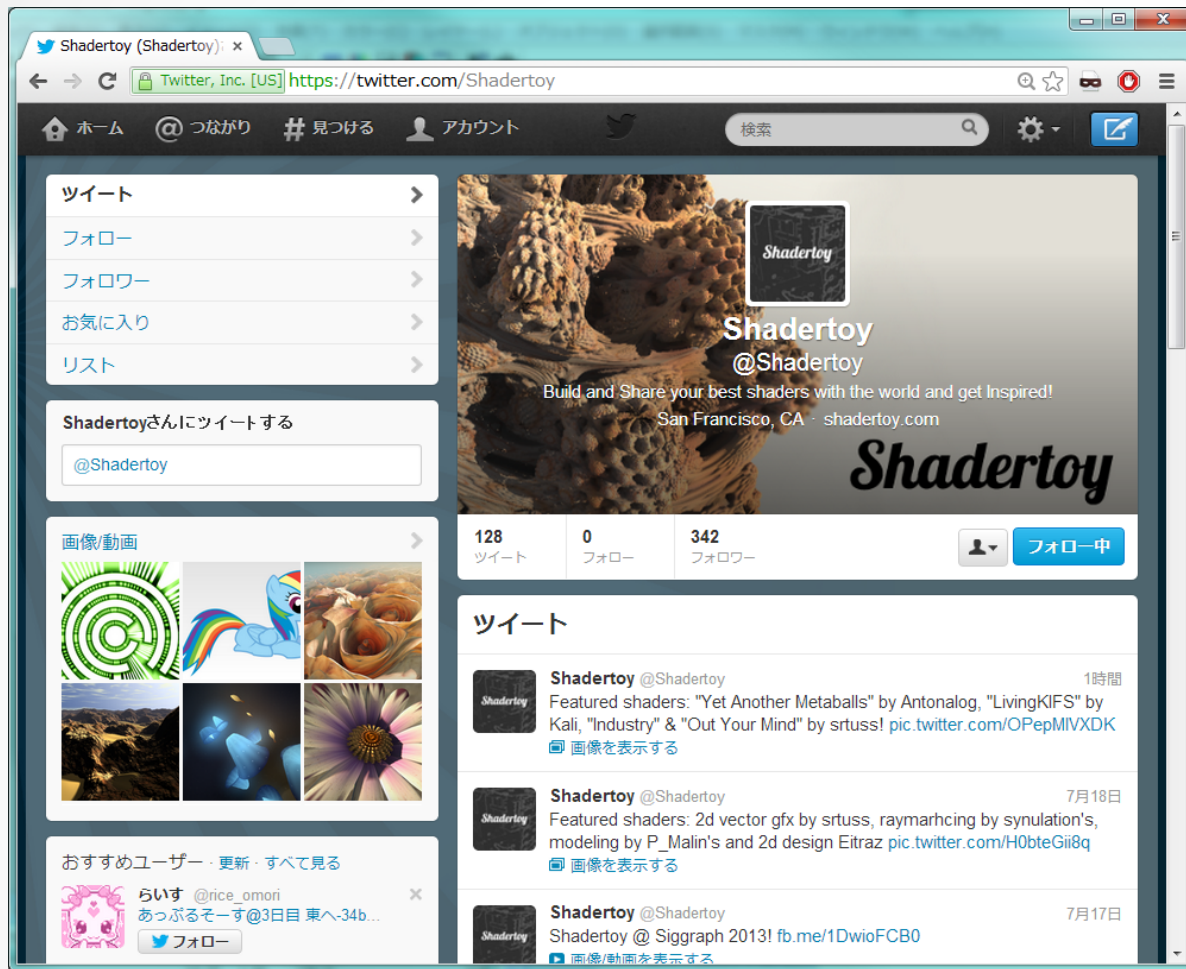 Shadertoy (Shadertoy)
Twitter, Inc. [US] https://twitter.com/Shadertoy
ホーム つながり 見つける アカウント 検索
ツイート
フォロー
フォロワー
お気に入り
リスト
Shadertoyさんにツイートする
@Shadertoy
画像/動画
おすすめユーザー · 更新 · すべて見る
らいす @rice_omori
あっぷるそーす@3日目 東へ-34b...
フォロー
Shadertoy
Shadertoy
@Shadertoy
Build and Share your best shaders with the world and get Inspired!
San Francisco, CA · shadertoy.com
Shadertoy
128 0 342
ツイート フォロー フォロワー
フォロー中
ツイート
Shadertoy
Shadertoy @Shadertoy 1時間
Featured shaders: "Yet Another Metaballs" by Antonalog, "LivingKIFS" by
Kali, "Industry" & "Out Your Mind" by srtuss! pic.twitter.com/OPepMlVXDK
画像を表示する
Shadertoy
Shadertoy @Shadertoy 7月18日
Featured shaders: 2d vector gfx by srtuss, raymarhcing by synulation's,
modeling by P_Malin's and 2d design Eitraz pic.twitter.com/H0bteGii8q
画像を表示する
Shadertoy
Shadertoy @Shadertoy 7月17日
Shadertoy @ Siggraph 2013! fb.me/1DwioFCB0
画像/動画を表示する